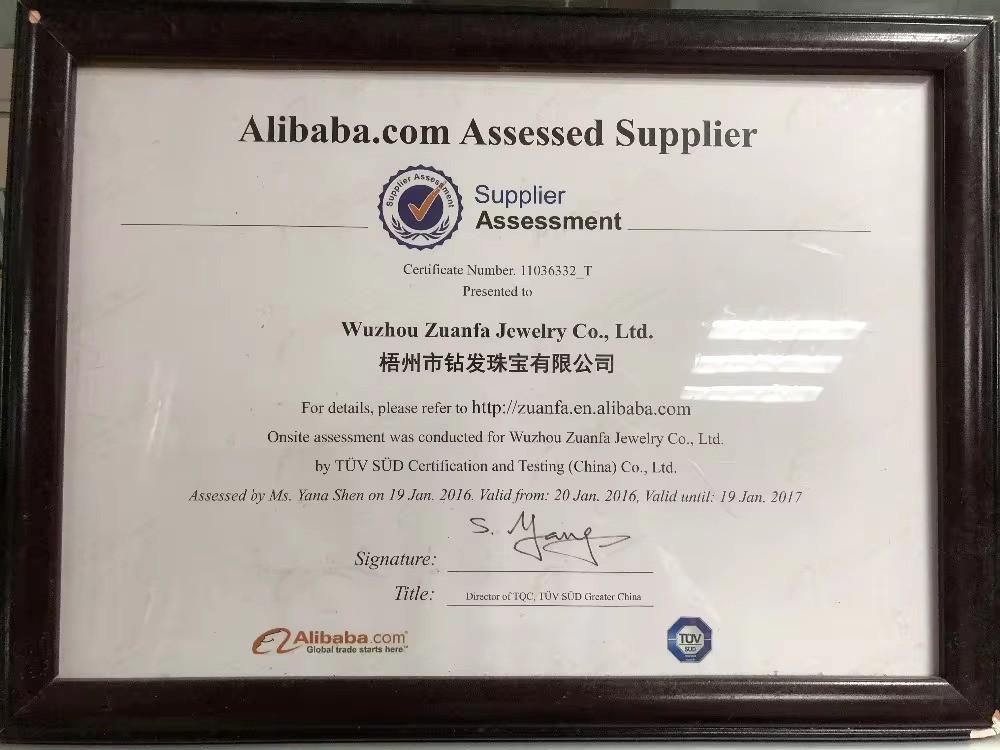 Alibaba.com Assessed Supplier
Supplier Assessment
Supplier
Assessment
Certificate Number. 11036332_T
Presented to
Wuzhou Zuanfa Jewelry Co., Ltd.
梧州市钻发珠宝有限公司
For details, please refer to http://zuanfa.en.alibaba.com
Onsite assessment was conducted for Wuzhou Zuanfa Jewelry Co., Ltd.
by TÜV SÜD Certification and Testing (China) Co., Ltd.
Assessed by Ms. Yana Shen on 19 Jan. 2016. Valid from: 20 Jan. 2016, Valid until: 19 Jan. 2017
S. Yang
Signature:
Title: Director of TQC, TÜV SÜD Greater China
Alibaba.com
Global trade starts here™
TÜV
SÜD